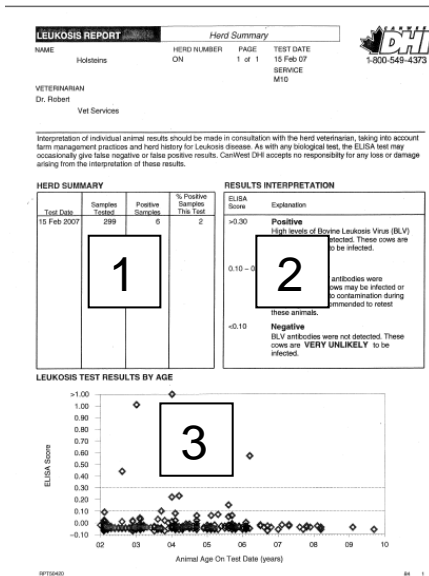 LEUKOSIS REPORT
Herd Summary
CANWEST
DHI
1-800-549-4373
NAME
Holsteins
HERD NUMBER
ON
PAGE
1 of 1
TEST DATE
15 Feb 07
SERVICE
M10
VETERINARIAN
Dr. Robert
Vet Services
Interpretation of individual animal results should be made in consultation with the herd veterinarian, taking into account
farm management practices and herd history for Leukosis disease. As with any biological test, the ELISA test may
occasionally give false negative or false positive results. CanWest DHI accepts no responsibility for any loss or damage
arising from the interpretation of these results.
HERD SUMMARY
Test Date
Samples
Tested
Positive
Samples
% Positive
Samples
This Test
15 Feb 2007 299 6 2
1
RESULTS INTERPRETATION
ELISA
Score
Explanation
>0.30 Positive
High levels of Bovine Leukosis Virus (BLV)
etected. These cows are
o be infected.
0.10 – 0
antibodies were
ows may be infected or
to contamination during
ommended to retest
these animals.
<0.10 Negative
BLV antibodies were not detected. These
cows are VERY UNLIKELY to be
infected.
2
LEUKOSIS TEST RESULTS BY AGE
ELISA Score
>1.00
1.00
0.90
0.80
0.70
0.60
0.50
0.40
0.30
0.20
0.10
0.00
–0.10
3
02 03 04 05 06 07 08 09 10
Animal Age On Test Date (years)